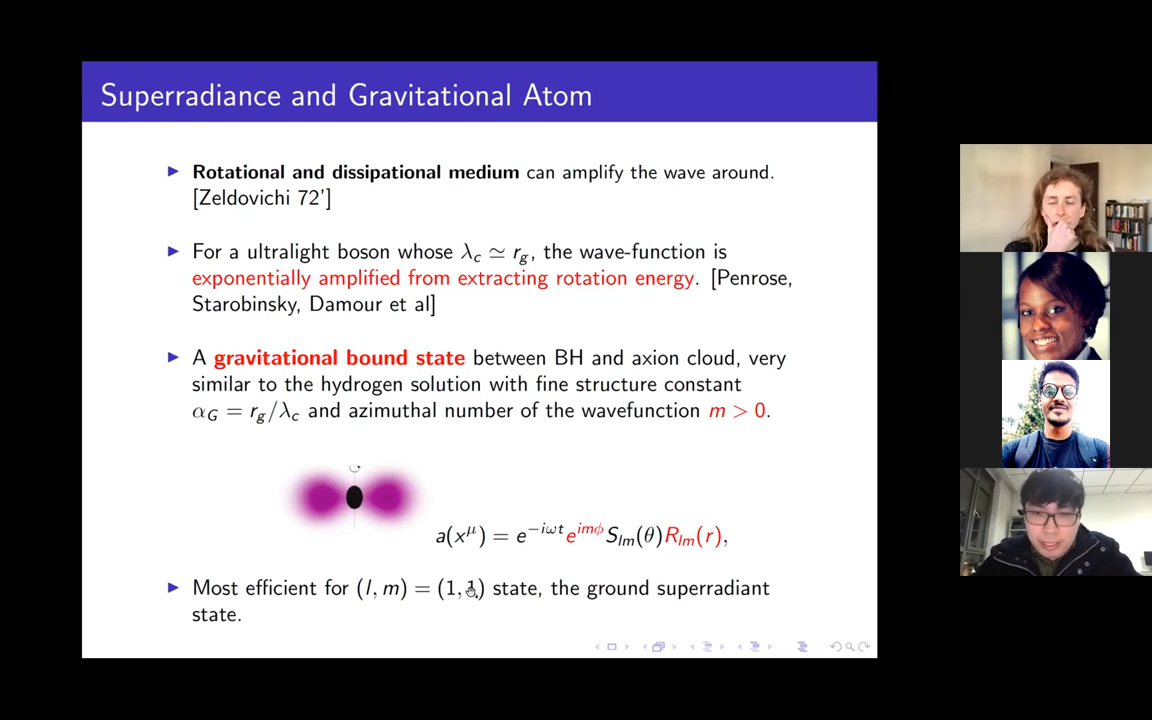 Superradiance and Gravitational Atom
Rotational and dissipational medium can amplify the wave around.
[Zeldovichi 72']
For a ultralight boson whose λc ≃ rg, the wave-function is
exponentially amplified from extracting rotation energy. [Penrose,
Starobinsky, Damour et al]
A gravitational bound state between BH and axion cloud, very
similar to the hydrogen solution with fine structure constant
αG = rg/λc and azimuthal number of the wavefunction m > 0.
a(x^μ) = e^{−iωt}e^{imϕ}S_{lm}(θ)R_{lm}(r),
Most efficient for (l, m) = (1, 1) state, the ground superradiant
state.